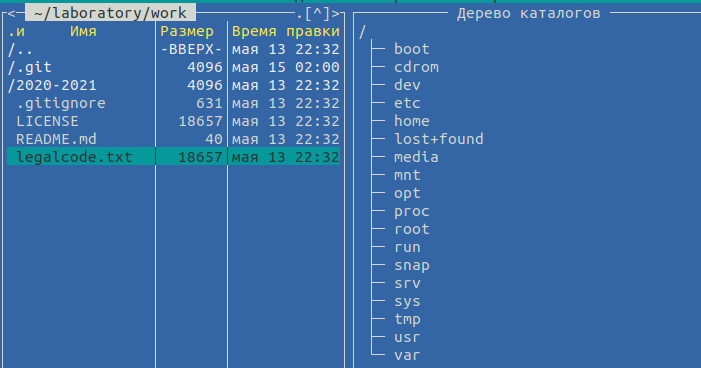 <─ ~/laboratory/work ─.[^]>
.и Имя Размер Время правки
/.. -ВВЕРХ- мая 13 22:32
/.git 4096 мая 15 02:00
/2020-2021 4096 мая 13 22:32
.gitignore 631 мая 13 22:32
LICENSE 18657 мая 13 22:32
README.md 40 мая 13 22:32
legalcode.txt 18657 мая 13 22:32
Дерево каталогов
/
boot
cdrom
dev
etc
home
lost+found
media
mnt
opt
proc
root
run
snap
srv
sys
tmp
usr
var